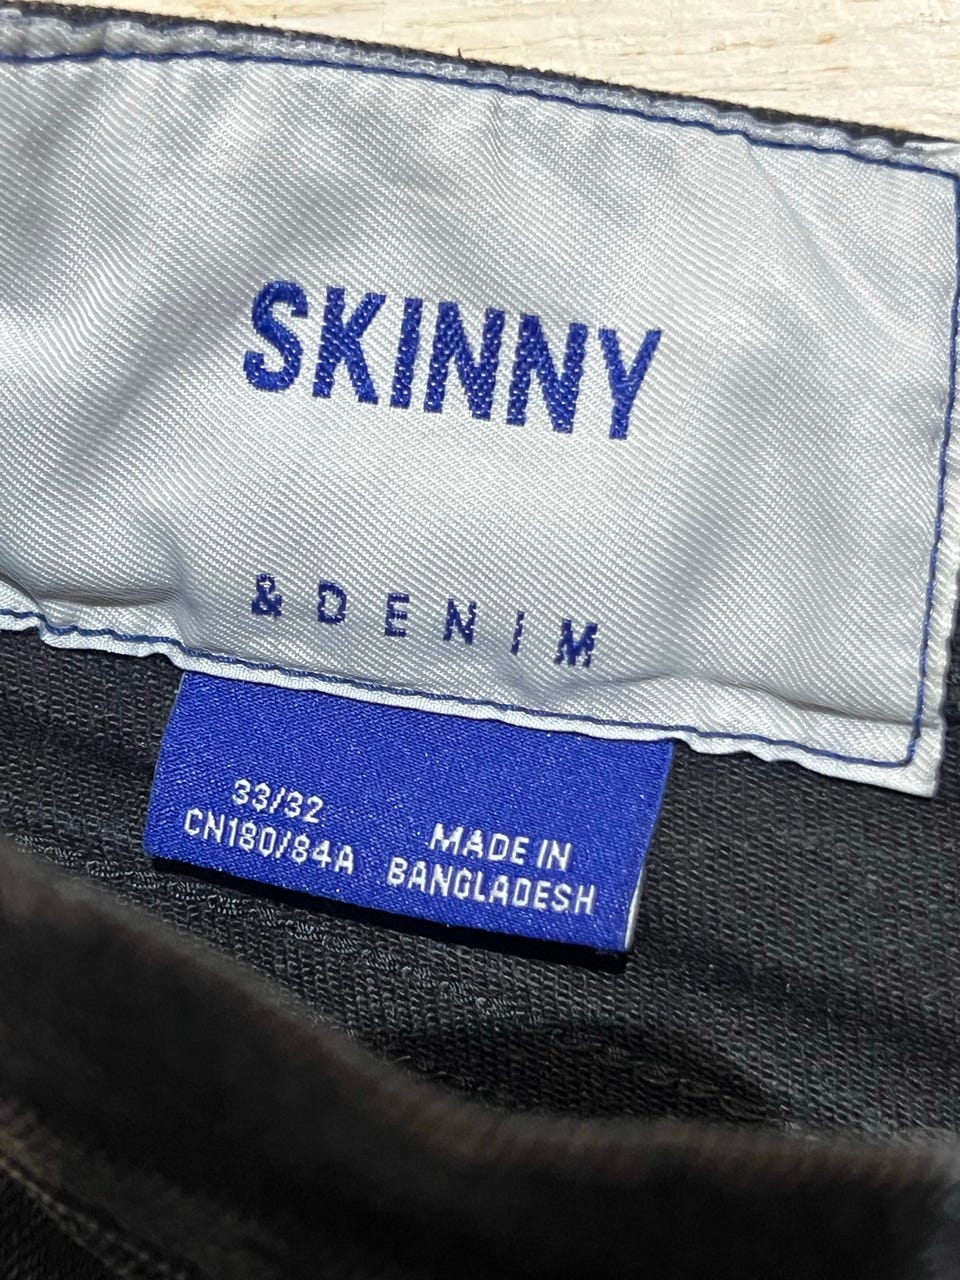 SKINNY
& DENIM
33/32
CN180/84A
MADE IN
BANGLADESH